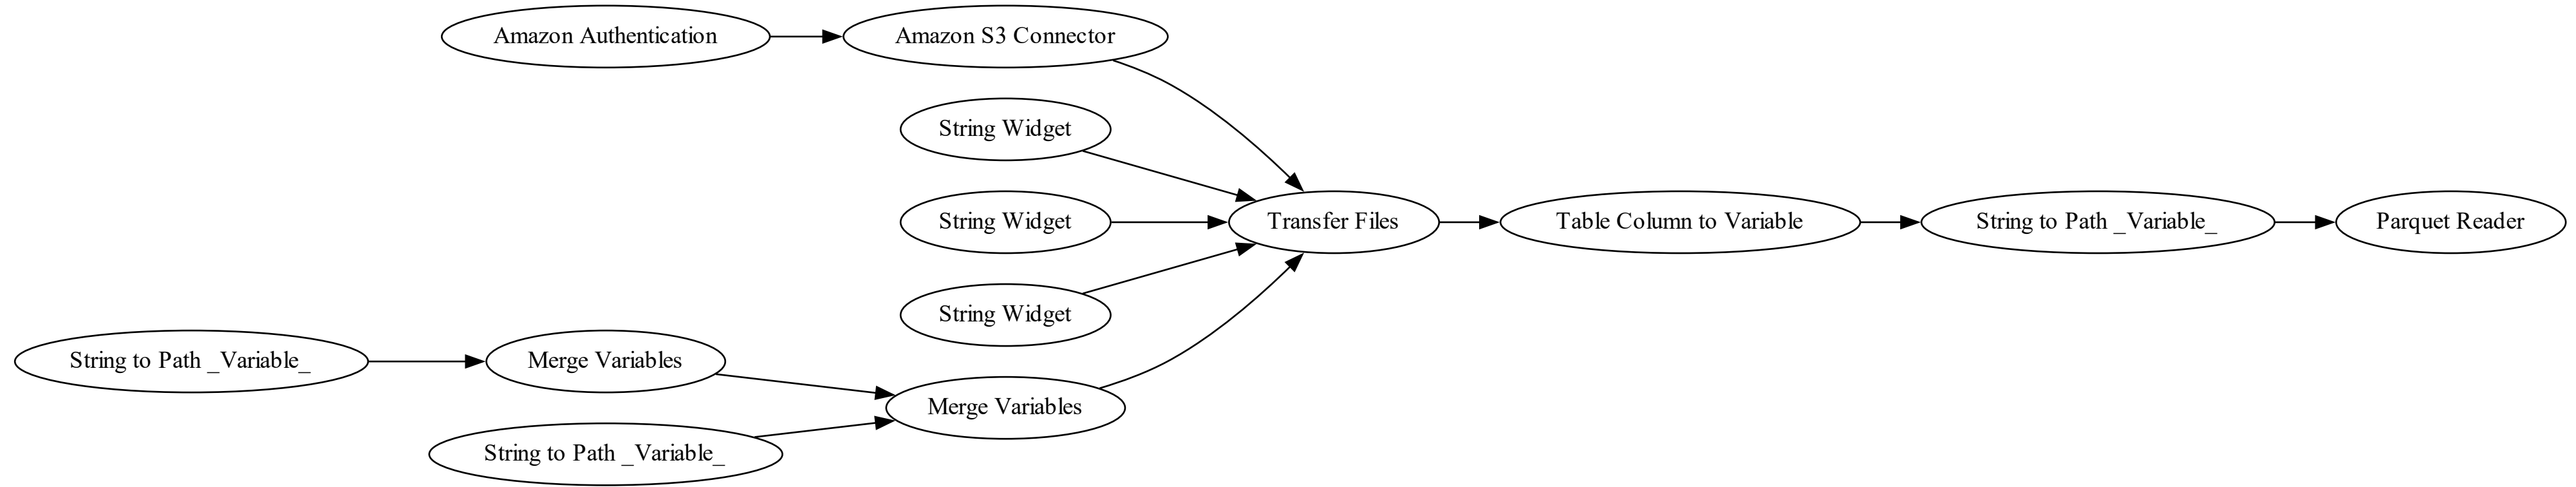 Amazon Authentication
Amazon S3 Connector
String Widget
String Widget
Transfer Files
Table Column to Variable
String to Path _Variable_
Parquet Reader
String Widget
String to Path _Variable_
Merge Variables
Merge Variables
String to Path _Variable_